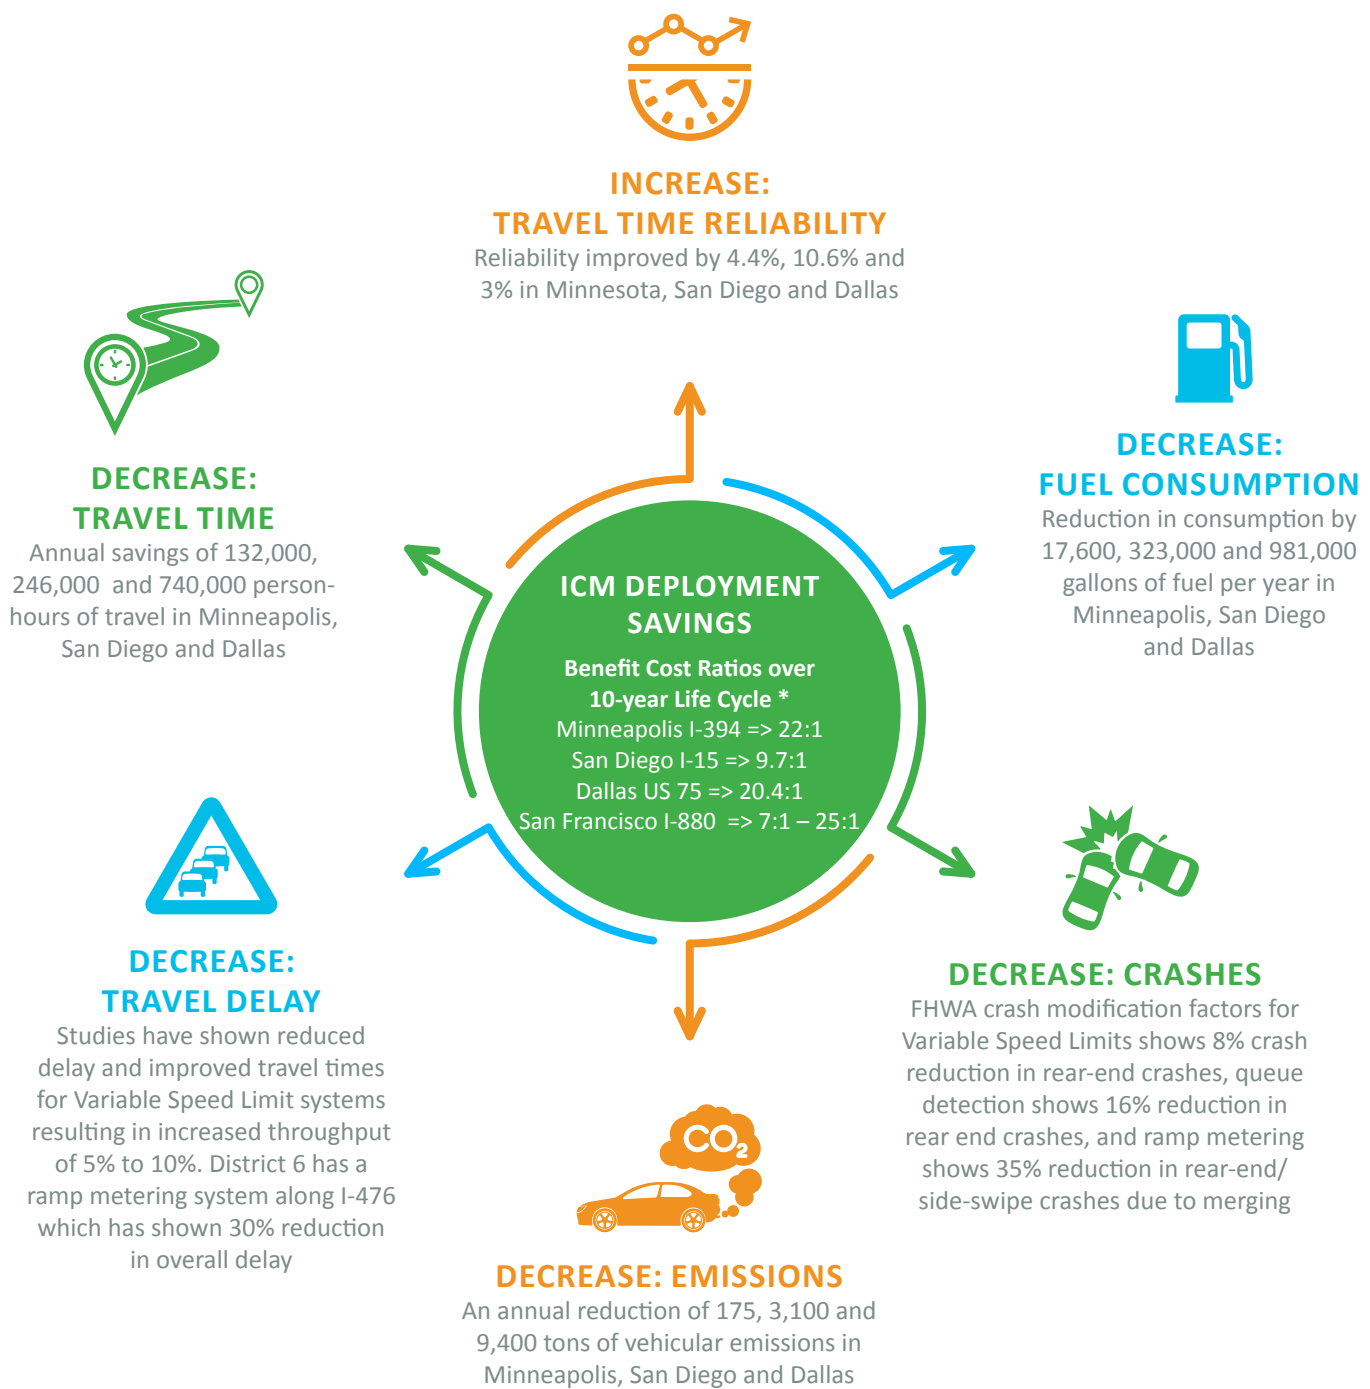 INCREASE:
TRAVEL TIME RELIABILITY
Reliability improved by 4.4%, 10.6% and
3% in Minnesota, San Diego and Dallas
DECREASE:
TRAVEL TIME
Annual savings of 132,000,
246,000 and 740,000 person-
hours of travel in Minneapolis,
San Diego and Dallas
DECREASE:
FUEL CONSUMPTION
Reduction in consumption by
17,600, 323,000 and 981,000
gallons of fuel per year in
Minneapolis, San Diego
and Dallas
ICM DEPLOYMENT
SAVINGS
Benefit Cost Ratios over
10-year Life Cycle *
Minneapolis I-394 => 22:1
San Diego I-15 => 9.7:1
Dallas US 75 => 20.4:1
San Francisco I-880 => 7:1 – 25:1
DECREASE:
TRAVEL DELAY
Studies have shown reduced
delay and improved travel times
for Variable Speed Limit systems
resulting in increased throughput
of 5% to 10%. District 6 has a
ramp metering system along I-476
which has shown 30% reduction
in overall delay
DECREASE: CRASHES
FHWA crash modification factors for
Variable Speed Limits shows 8% crash
reduction in rear-end crashes, queue
detection shows 16% reduction in
rear end crashes, and ramp metering
shows 35% reduction in rear-end/
side-swipe crashes due to merging
CO2
DECREASE: EMISSIONS
An annual reduction of 175, 3,100 and
9,400 tons of vehicular emissions in
Minneapolis, San Diego and Dallas